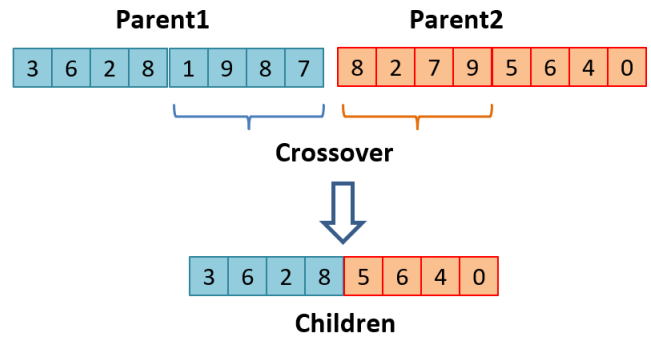 Parent1 Parent2
3 6 2 8 1 9 8 7 8 2 7 9 5 6 4 0
Crossover
3 6 2 8 5 6 4 0
Children